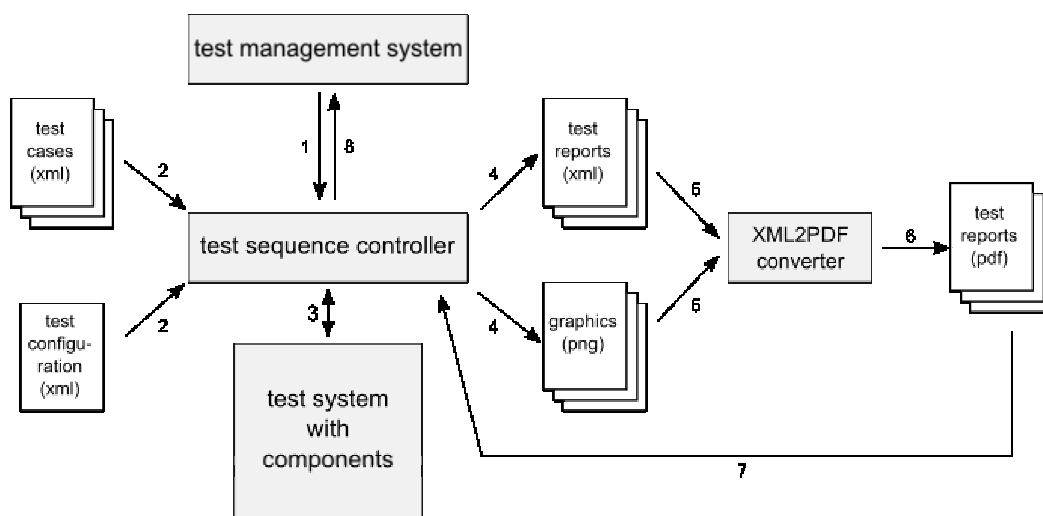 test management system
test
cases
(xml)
2
1
8
4
test
reports
(xml)
5
test sequence controller
XML2PDF
converter
6
test
reports
(pdf)
test
configu-
ration
(xml)
2
3
4
graphics
(png)
5
test system
with
components
7